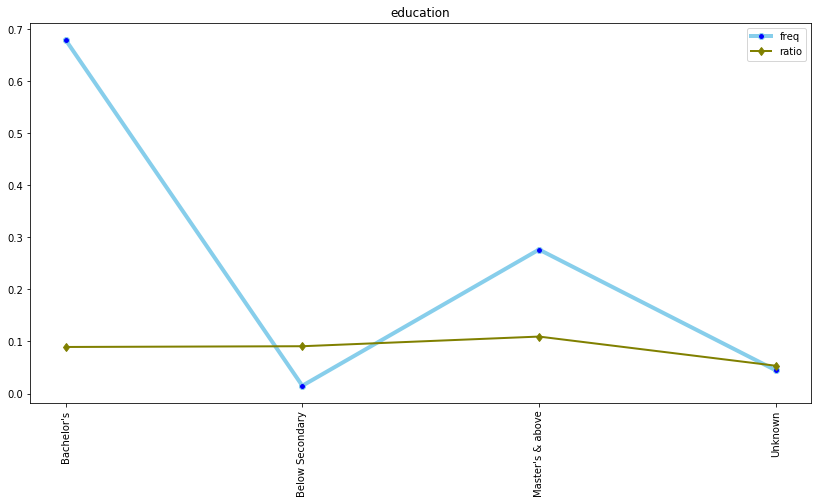 education
freq
ratio
0.7
0.6
0.5
0.4
0.3
0.2
0.1
0.0
Bachelor's
Below Secondary
Master's & above
Unknown